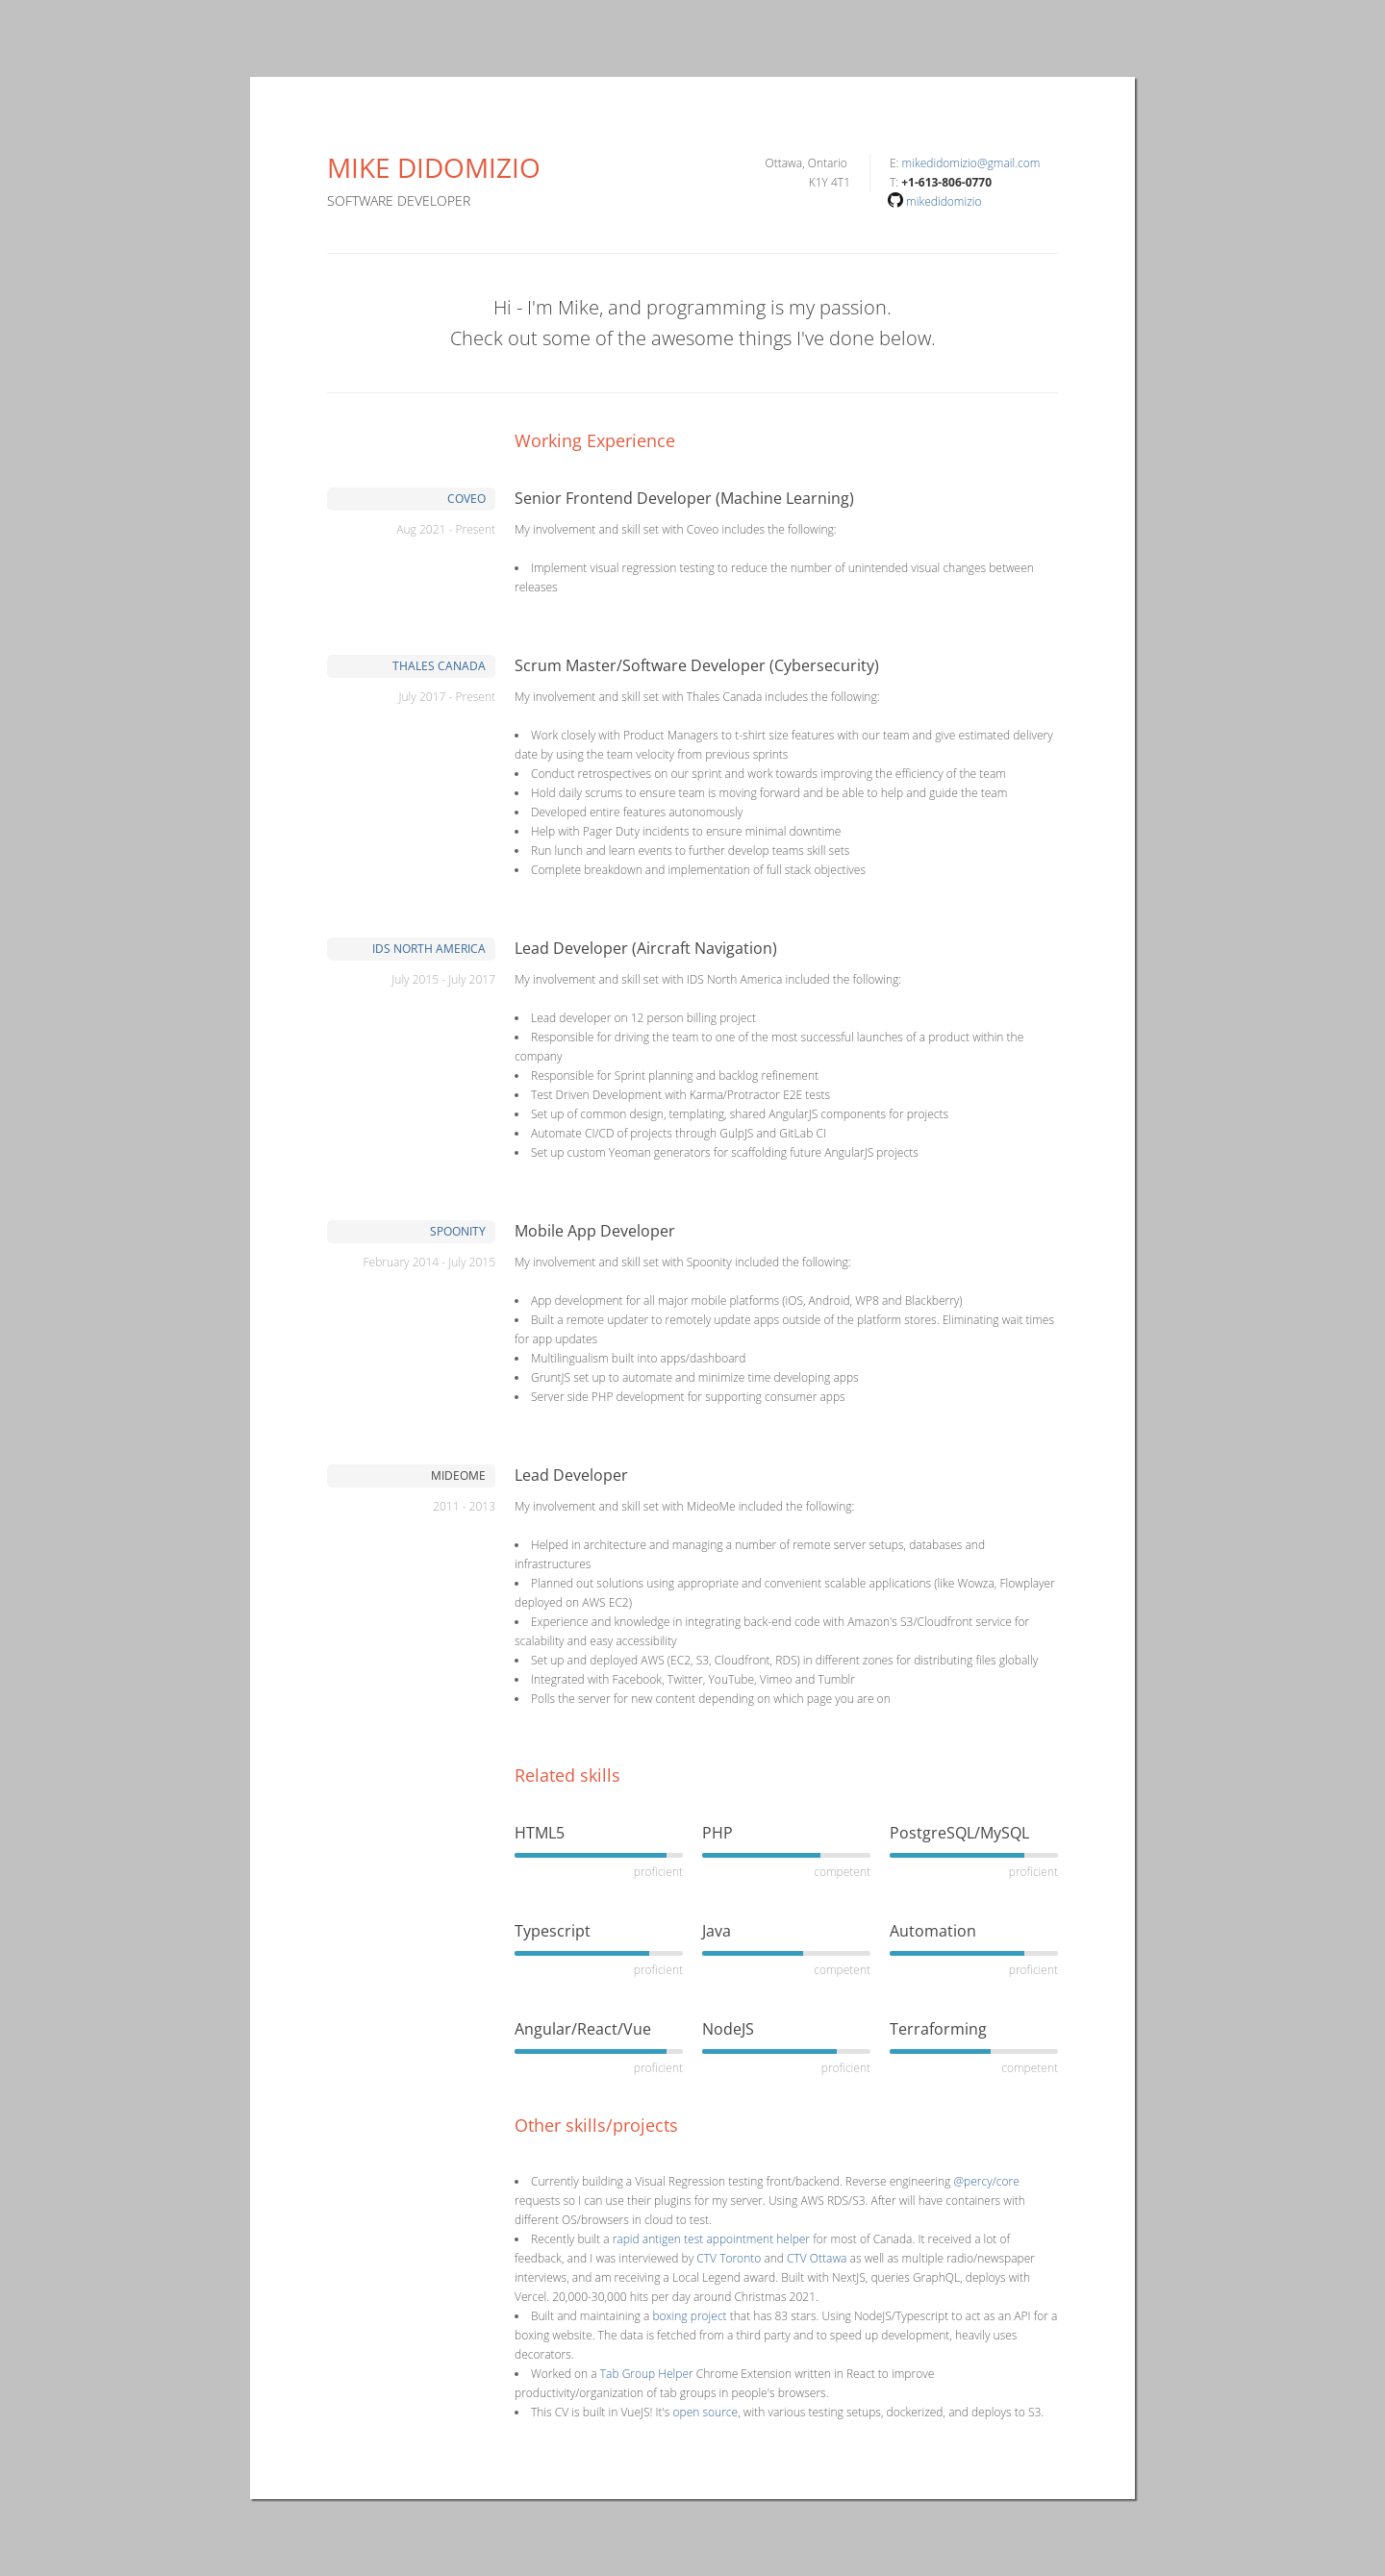 MIKE DIDOMIZIO
SOFTWARE DEVELOPER
Ottawa, Ontario
K1Y 4T1
E: mikedidomizio@gmail.com
T: +1-613-806-0770
mikedidomizio
Hi - I'm Mike, and programming is my passion.
Check out some of the awesome things I've done below.
Working Experience
COVEO
Aug 2021 - Present
Senior Frontend Developer (Machine Learning)
My involvement and skill set with Coveo includes the following:
• Implement visual regression testing to reduce the number of unintended visual changes between
releases
THALES CANADA
July 2017 - Present
Scrum Master/Software Developer (Cybersecurity)
My involvement and skill set with Thales Canada includes the following:
• Work closely with Product Managers to t-shirt size features with our team and give estimated delivery
date by using the team velocity from previous sprints
• Conduct retrospectives on our sprint and work towards improving the efficiency of the team
• Hold daily scrums to ensure team is moving forward and be able to help and guide the team
• Developed entire features autonomously
• Help with Pager Duty incidents to ensure minimal downtime
• Run lunch and learn events to further develop teams skill sets
• Complete breakdown and implementation of full stack objectives
IDS NORTH AMERICA
July 2015 - July 2017
Lead Developer (Aircraft Navigation)
My involvement and skill set with IDS North America included the following:
• Lead developer on 12 person billing project
• Responsible for driving the team to one of the most successful launches of a product within the
company
• Responsible for Sprint planning and backlog refinement
• Test Driven Development with Karma/Protractor E2E tests
• Set up of common design, templating, shared AngularJS components for projects
• Automate CI/CD of projects through GulpJS and GitLab CI
• Set up custom Yeoman generators for scaffolding future AngularJS projects
SPOONITY
February 2014 - July 2015
Mobile App Developer
My involvement and skill set with Spoonity included the following:
• App development for all major mobile platforms (iOS, Android, WP8 and Blackberry)
• Built a remote updater to remotely update apps outside of the platform stores. Eliminating wait times
for app updates
• Multilingualism built into apps/dashboard
• GruntJS set up to automate and minimize time developing apps
• Server side PHP development for supporting consumer apps
MIDEOME
2011 - 2013
Lead Developer
My involvement and skill set with MideoMe included the following:
• Helped in architecture and managing a number of remote server setups, databases and
infrastructures
• Planned out solutions using appropriate and convenient scalable applications (like Wowza, Flowplayer
deployed on AWS EC2)
• Experience and knowledge in integrating back-end code with Amazon's S3/Cloudfront service for
scalability and easy accessibility
• Set up and deployed AWS (EC2, S3, Cloudfront, RDS) in different zones for distributing files globally
• Integrated with Facebook, Twitter, YouTube, Vimeo and Tumblr
• Polls the server for new content depending on which page you are on
Related skills
HTML5
proficient
PHP
competent
PostgreSQL/MySQL
proficient
Typescript
proficient
Java
competent
Automation
proficient
Angular/React/Vue
proficient
NodeJS
proficient
Terraforming
competent
Other skills/projects
• Currently building a Visual Regression testing front/backend. Reverse engineering @percy/core
requests so I can use their plugins for my server. Using AWS RDS/S3. After will have containers with
different OS/browsers in cloud to test.
• Recently built a rapid antigen test appointment helper for most of Canada. It received a lot of
feedback, and I was interviewed by CTV Toronto and CTV Ottawa as well as multiple radio/newspaper
interviews, and am receiving a Local Legend award. Built with NextJS, queries GraphQL, deploys with
Vercel. 20,000-30,000 hits per day around Christmas 2021.
• Built and maintaining a boxing project that has 83 stars. Using NodeJS/Typescript to act as an API for a
boxing website. The data is fetched from a third party and to speed up development, heavily uses
decorators.
• Worked on a Tab Group Helper Chrome Extension written in React to improve
productivity/organization of tab groups in people's browsers.
• This CV is built in VueJS! It's open source, with various testing setups, dockerized, and deploys to S3.